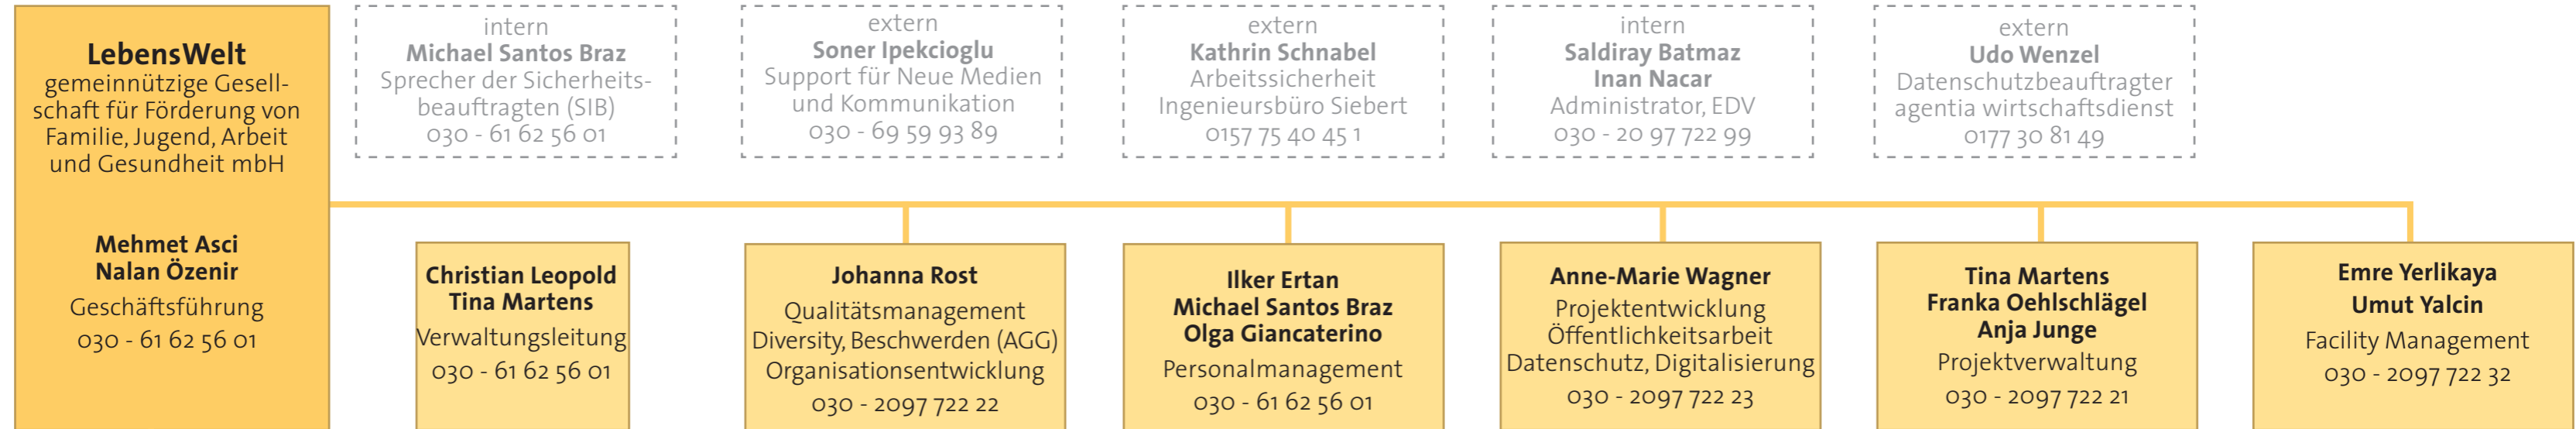 LebensWelt
gemeinnützige Gesell-
schaft für Förderung von
Familie, Jugend, Arbeit
und Gesundheit mbH
Mehmet Asci
Nalan Özenir
Geschäftsführung
030 - 61 62 56 01
intern
Michael Santos Braz
Sprecher der Sicherheits-
beauftragten (SIB)
030 - 61 62 56 01
extern
Soner Ipekcioglu
Support für Neue Medien
und Kommunikation
030 - 69 59 93 89
extern
Kathrin Schnabel
Arbeitssicherheit
Ingenieursbüro Siebert
0157 75 40 45 1
intern
Saldiray Batmaz
Inan Nacar
Administrator, EDV
030 - 20 97 722 99
extern
Udo Wenzel
Datenschutzbeauftragter
agentia wirtschaftsdienst
0177 30 81 49
Christian Leopold
Tina Martens
Verwaltungsleitung
030 - 61 62 56 01
Johanna Rost
Qualitätsmanagement
Diversity, Beschwerden (AGG)
Organisationsentwicklung
030 - 2097 722 22
Ilker Ertan
Michael Santos Braz
Olga Giancaterino
Personalmanagement
030 - 61 62 56 01
Anne-Marie Wagner
Projektentwicklung
Öffentlichkeitsarbeit
Datenschutz, Digitalisierung
030 - 2097 722 23
Tina Martens
Franka Oehlschlägel
Anja Junge
Projektverwaltung
030 - 2097 722 21
Emre Yerlikaya
Umut Yalcin
Facility Management
030 - 2097 722 32